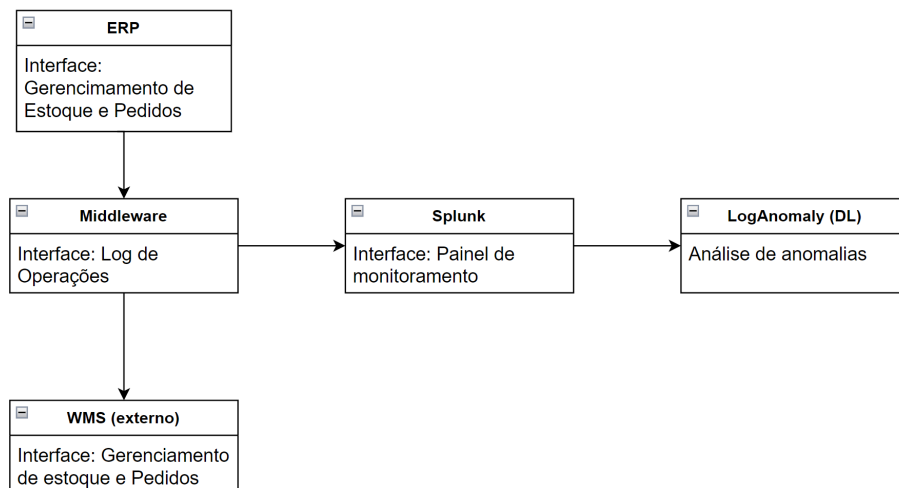 ERP
Interface:
Gerencimamento de
Estoque e Pedidos
Middleware
Interface: Log de
Operações
Splunk
Interface: Painel de
monitoramento
LogAnomaly (DL)
Análise de anomalias
WMS (externo)
Interface: Gerenciamento
de estoque e Pedidos